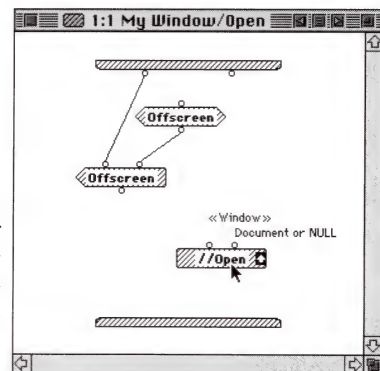 1:1 My Window/Open
Offscreen
Offscreen
«Window»
Document or NULL
//Open